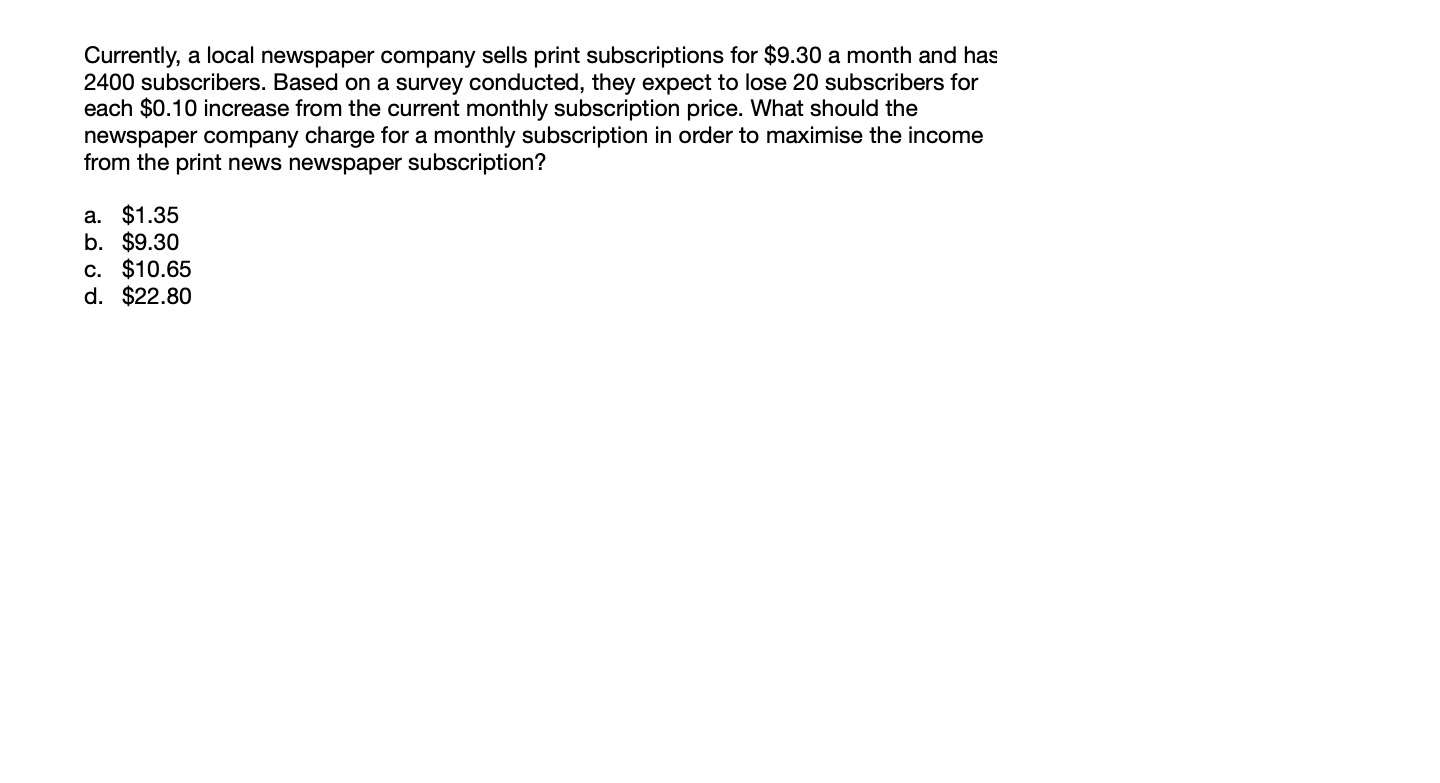 Currently, a local newspaper company sells print subscriptions for $9.30 a month and has
2400 subscribers. Based on a survey conducted, they expect to lose 20 subscribers for
each $0.10 increase from the current monthly subscription price. What should the
newspaper company charge for a monthly subscription in order to maximise the income
from the print news newspaper subscription?
a. $1.35
b. $9.30
c. $10.65
d. $22.80